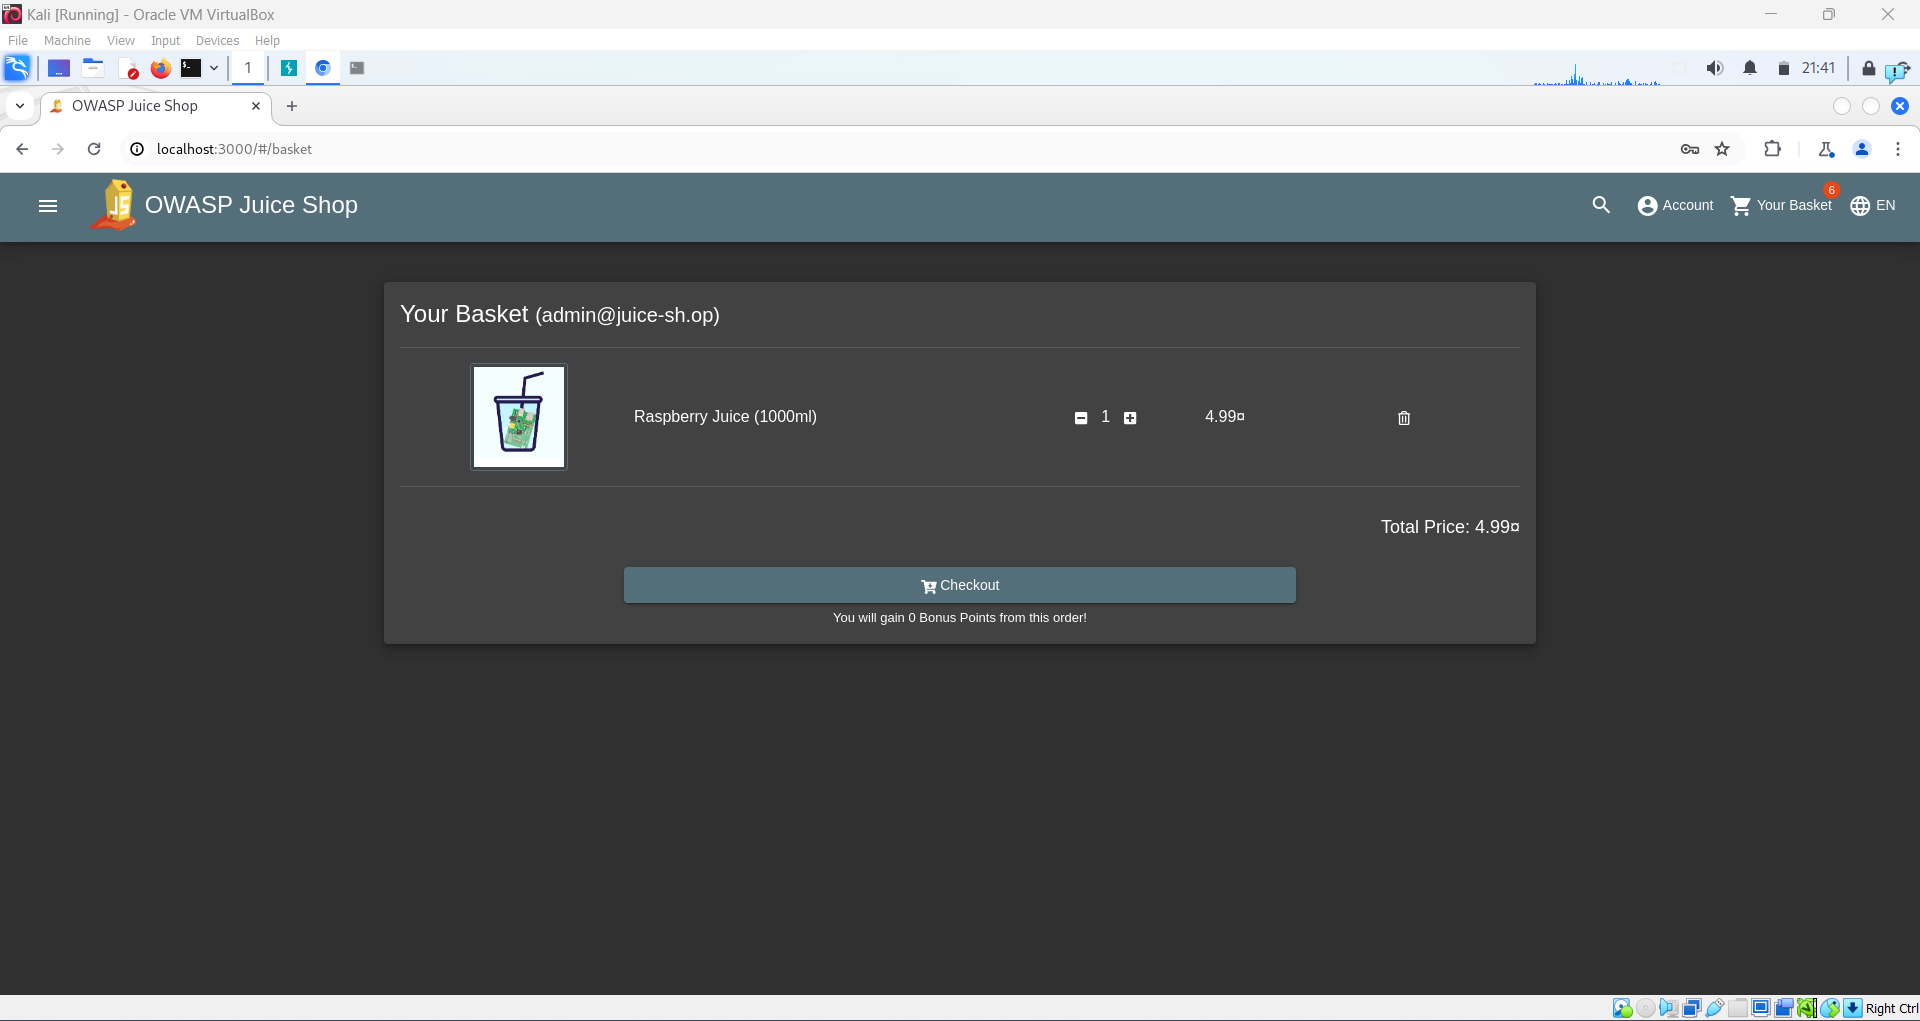 Kali [Running] - Oracle VM VirtualBox
File Machine View Input Devices Help
1
21:41
OWASP Juice Shop
localhost:3000/#/basket
OWASP Juice Shop
Account
Your Basket
6
EN
Your Basket (admin@juice-sh.op)
Raspberry Juice (1000ml)
1
4.99¤
Total Price: 4.99¤
Checkout
You will gain 0 Bonus Points from this order!
Right Ctrl